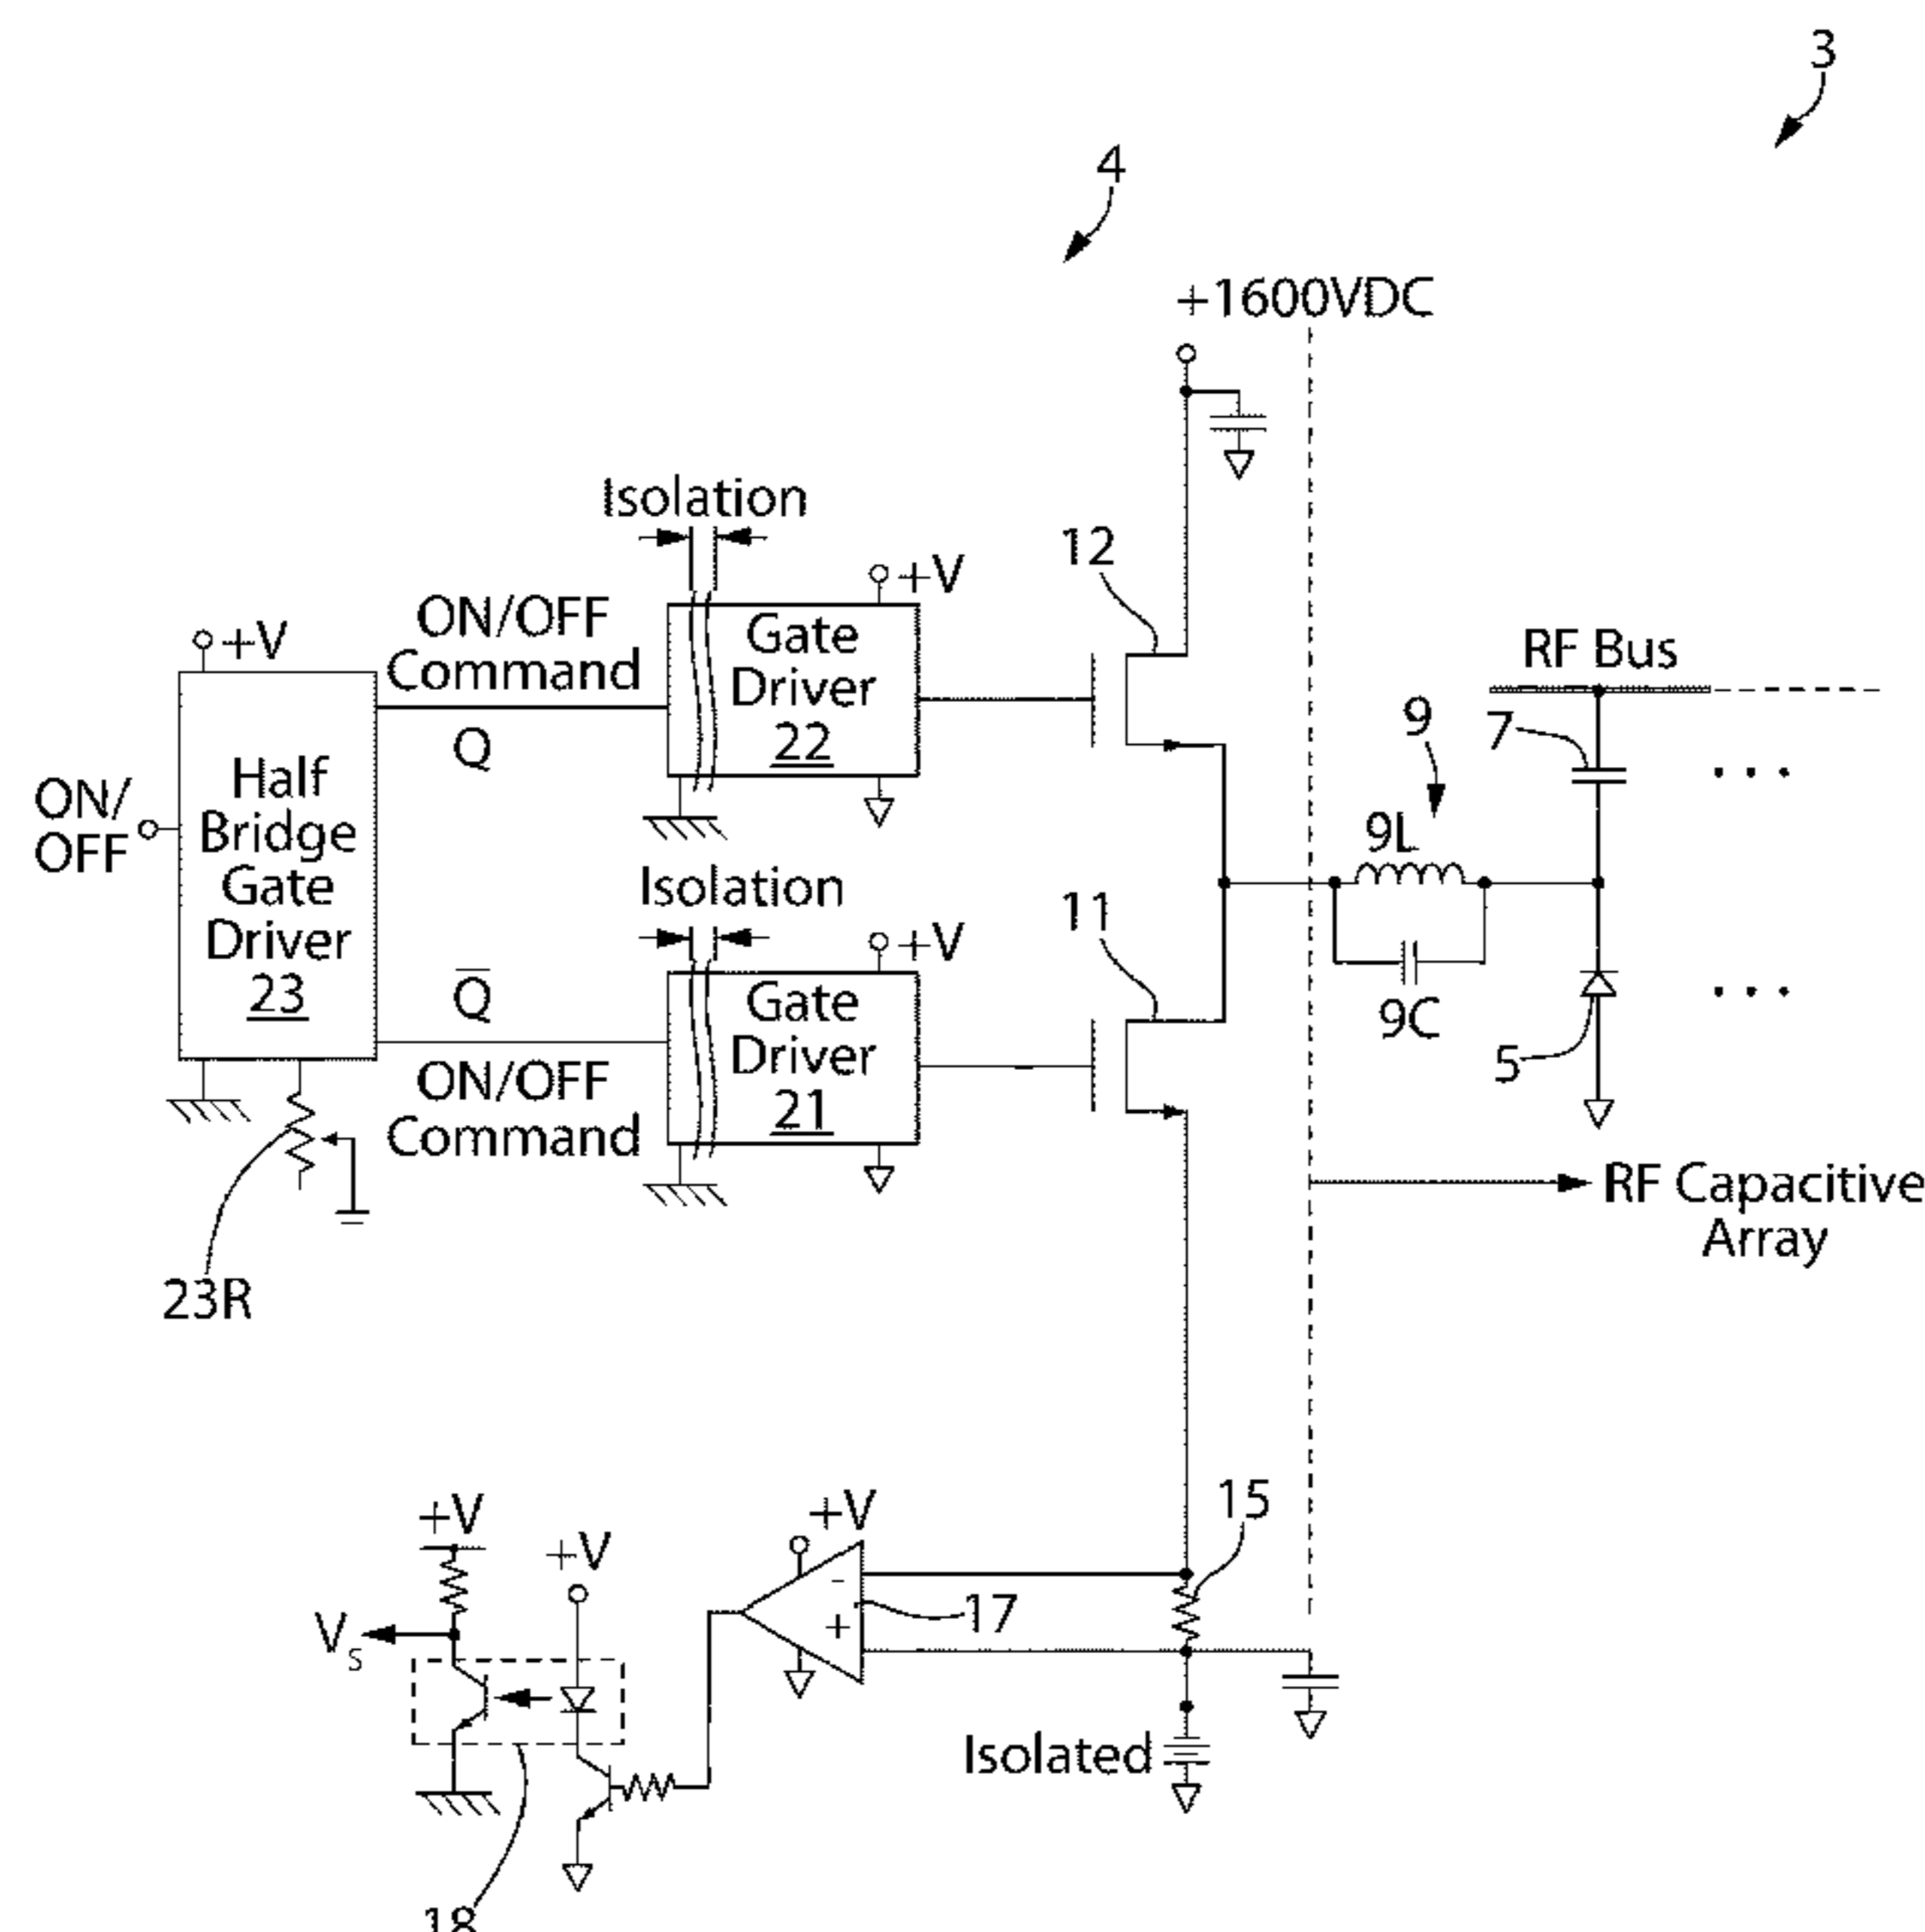 3
4
+1600VDC
Isolation
12
+V
ON/OFF
Command
Gate
Driver
22
+V
RF Bus
Q
Half
Bridge
Gate
Driver
23
ON/
OFF
9
7
9L
Isolation
11
+V
Q̅
Gate
Driver
21
9C
5
ON/OFF
Command
RF Capacitive
Array
23R
15
+V
+V
+V
-
+
17
VS
Isolated
18